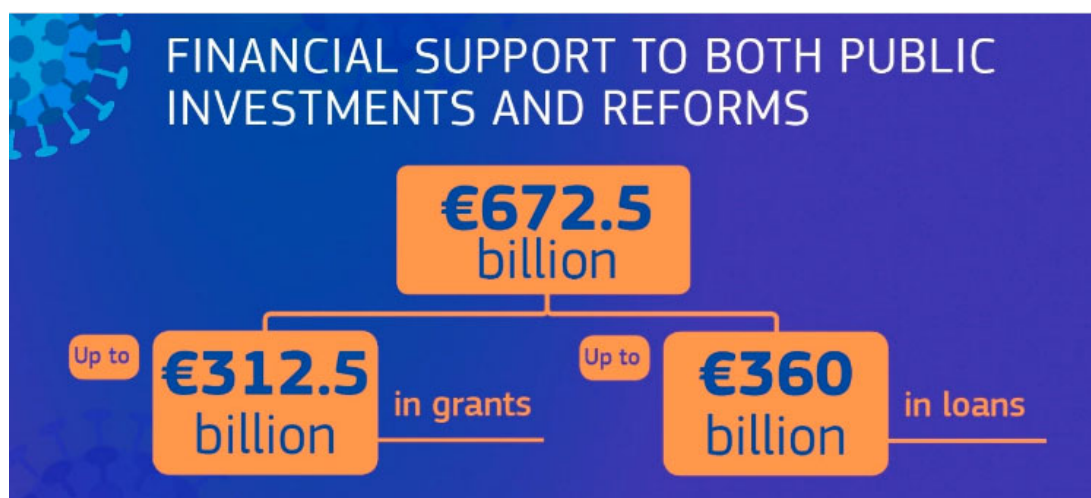 FINANCIAL SUPPORT TO BOTH PUBLIC
INVESTMENTS AND REFORMS
€672.5
billion
Up to
€312.5
billion
in grants
Up to
€360
billion
in loans